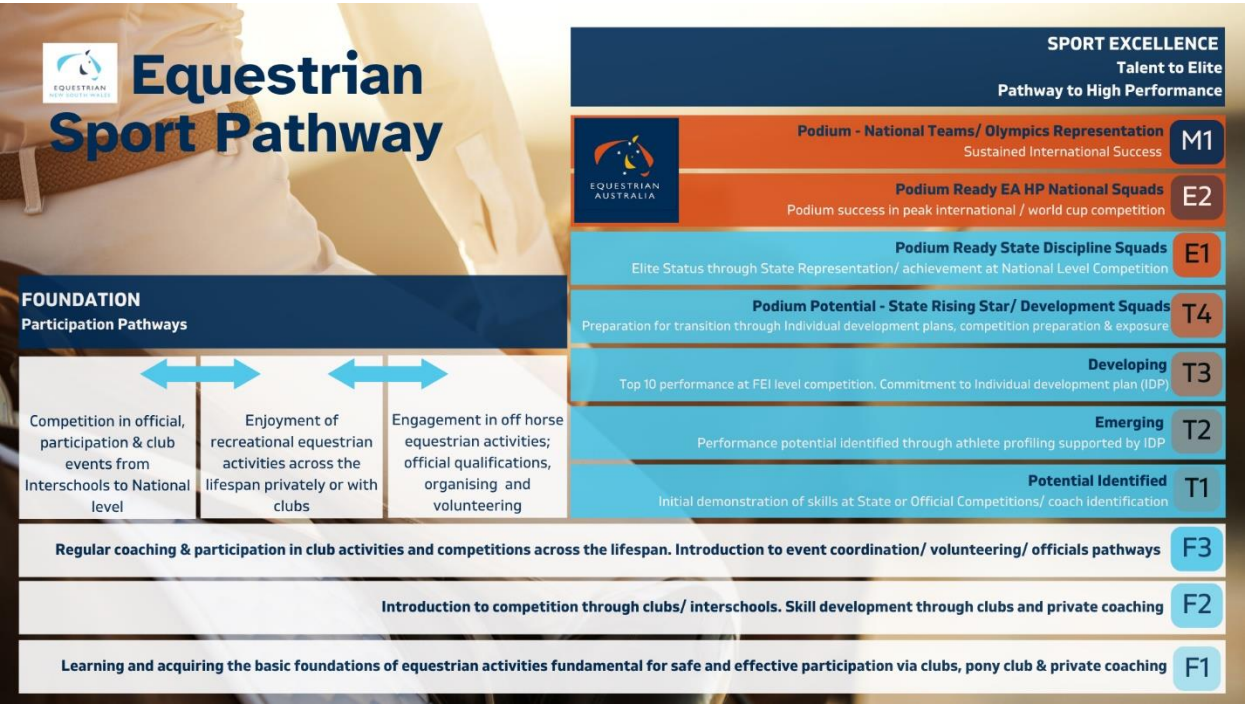 EQUESTRIAN
NEW SOUTH WALES
Equestrian
Sport Pathway
SPORT EXCELLENCE
Talent to Elite
Pathway to High Performance
EQUESTRIAN
AUSTRALIA
Podium - National Teams/ Olympics Representation
Sustained International Success
M1
Podium Ready EA HP National Squads
Podium success in peak international / world cup competition
E2
Podium Ready State Discipline Squads
Elite Status through State Representation/ achievement at National Level Competition
E1
Podium Potential - State Rising Star/ Development Squads
Preparation for transition through Individual development plans, competition preparation & exposure
T4
Developing
Top 10 performance at FEI level competition. Commitment to Individual development plan (IDP)
T3
Emerging
Performance potential identified through athlete profiling supported by IDP
T2
Potential Identified
Initial demonstration of skills at State or Official Competitions/ coach identification
T1
FOUNDATION
Participation Pathways
Competition in official,
participation & club
events from
Interschools to National
level
Enjoyment of
recreational equestrian
activities across the
lifespan privately or with
clubs
Engagement in off horse
equestrian activities;
official qualifications,
organising and
volunteering
Regular coaching & participation in club activities and competitions across the lifespan. Introduction to event coordination/ volunteering/ officials pathways
F3
Introduction to competition through clubs/ interschools. Skill development through clubs and private coaching
F2
Learning and acquiring the basic foundations of equestrian activities fundamental for safe and effective participation via clubs, pony club & private coaching
F1